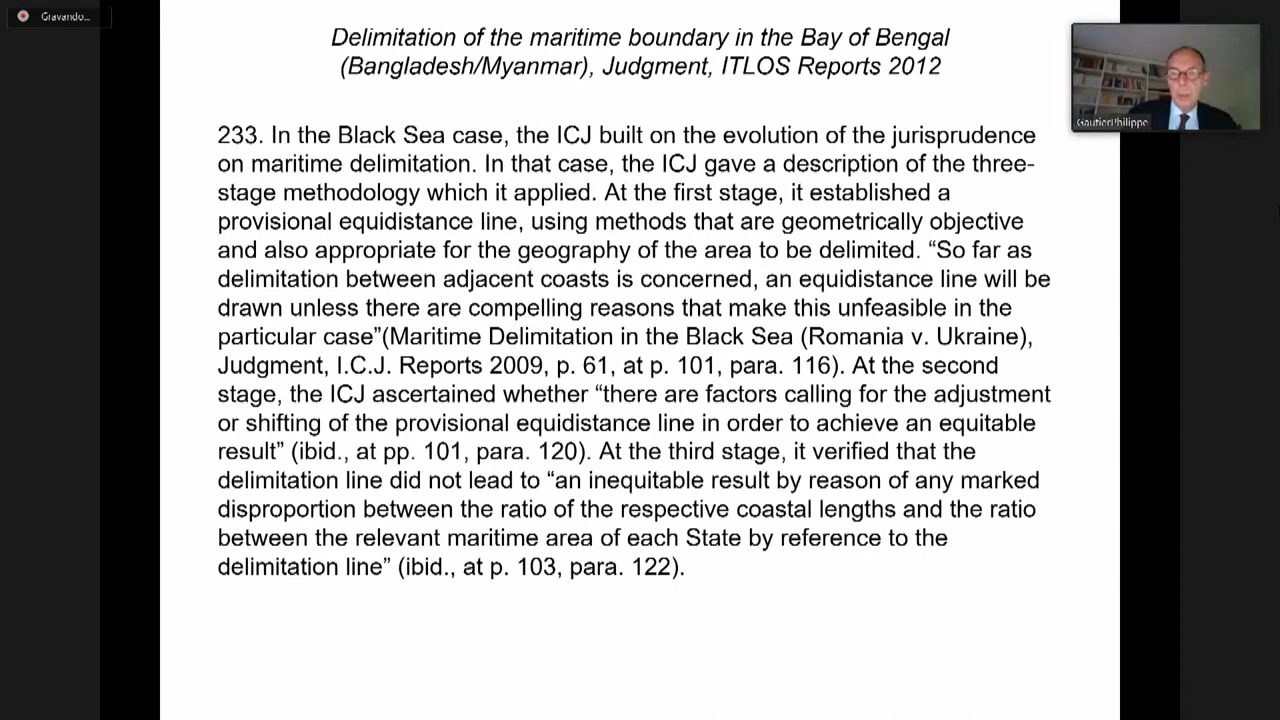 Gravando...
Delimitation of the maritime boundary in the Bay of Bengal
(Bangladesh/Myanmar), Judgment, ITLOS Reports 2012
GautierPhilippe
233. In the Black Sea case, the ICJ built on the evolution of the jurisprudence
on maritime delimitation. In that case, the ICJ gave a description of the three-
stage methodology which it applied. At the first stage, it established a
provisional equidistance line, using methods that are geometrically objective
and also appropriate for the geography of the area to be delimited. “So far as
delimitation between adjacent coasts is concerned, an equidistance line will be
drawn unless there are compelling reasons that make this unfeasible in the
particular case”(Maritime Delimitation in the Black Sea (Romania v. Ukraine),
Judgment, I.C.J. Reports 2009, p. 61, at p. 101, para. 116). At the second
stage, the ICJ ascertained whether “there are factors calling for the adjustment
or shifting of the provisional equidistance line in order to achieve an equitable
result” (ibid., at pp. 101, para. 120). At the third stage, it verified that the
delimitation line did not lead to “an inequitable result by reason of any marked
disproportion between the ratio of the respective coastal lengths and the ratio
between the relevant maritime area of each State by reference to the
delimitation line” (ibid., at p. 103, para. 122).